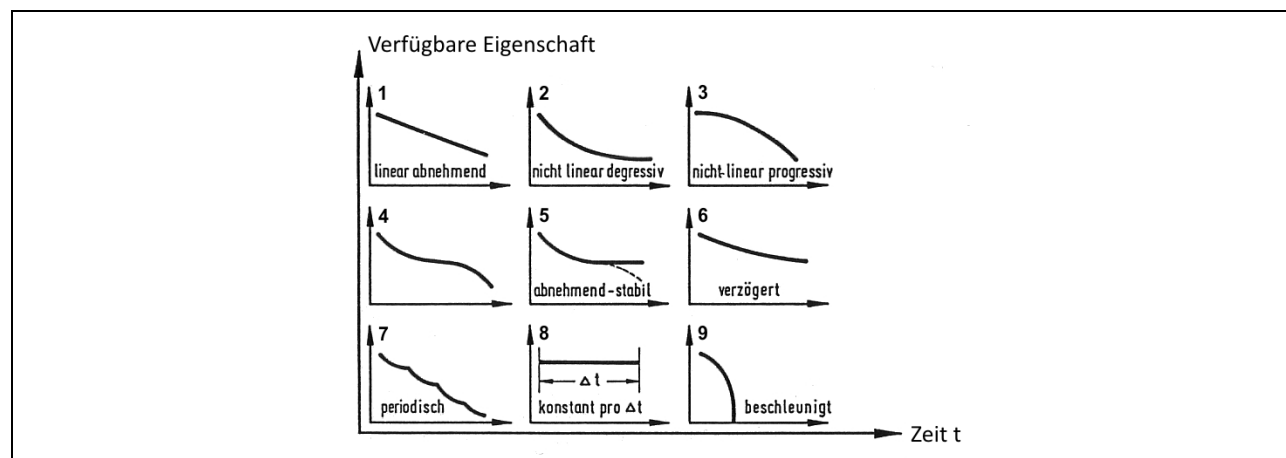 Verfügbare Eigenschaft
1
linear abnehmend
2
nicht linear degressiv
3
nicht-linear progressiv
4
5
abnehmend-stabil
6
verzögert
7
periodisch
8
Δt
konstant pro Δt
9
beschleunigt
Zeit t